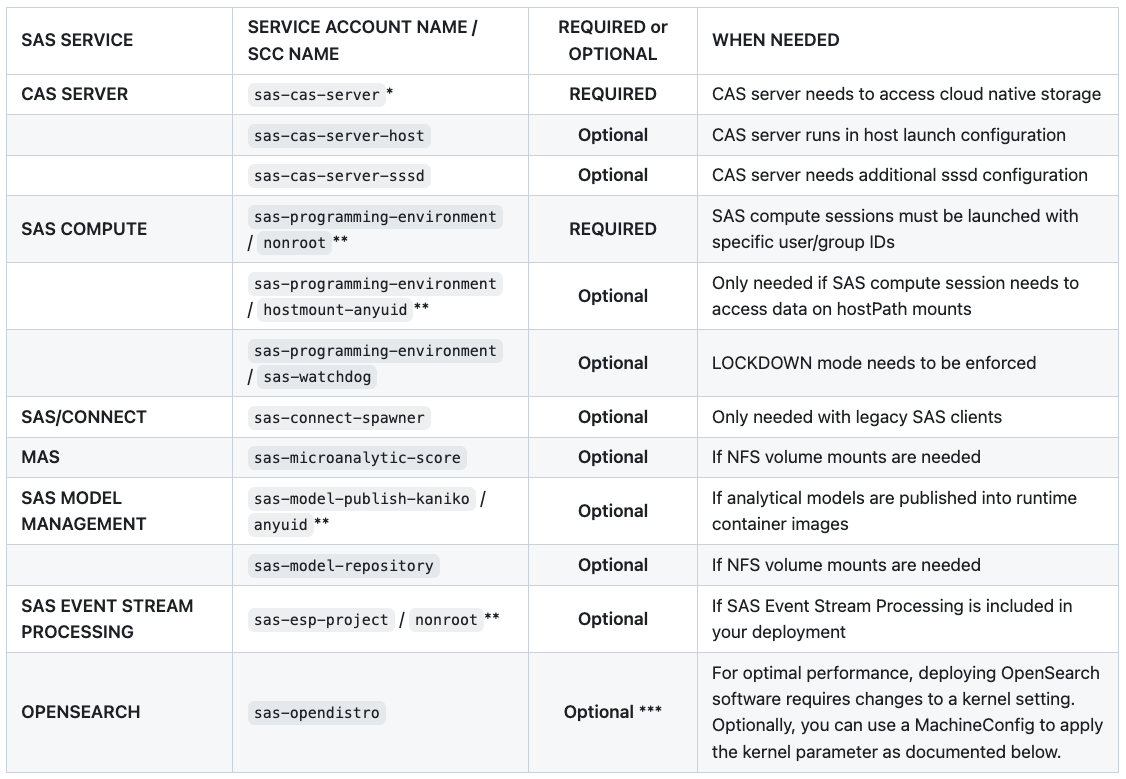 SAS SERVICE
SERVICE ACCOUNT NAME /
SCC NAME
REQUIRED or
OPTIONAL
WHEN NEEDED
CAS SERVER
sas-cas-server *
REQUIRED
CAS server needs to access cloud native storage
sas-cas-server-host
Optional
CAS server runs in host launch configuration
sas-cas-server-sssd
Optional
CAS server needs additional sssd configuration
SAS COMPUTE
sas-programming-environment
/ nonroot **
REQUIRED
SAS compute sessions must be launched with
specific user/group IDs
sas-programming-environment
/ hostmount-anyuid **
Optional
Only needed if SAS compute session needs to
access data on hostPath mounts
sas-programming-environment
/ sas-watchdog
Optional
LOCKDOWN mode needs to be enforced
SAS/CONNECT
sas-connect-spawner
Optional
Only needed with legacy SAS clients
MAS
sas-microanalytic-score
Optional
If NFS volume mounts are needed
SAS MODEL
MANAGEMENT
sas-model-publish-kaniko /
anyuid **
Optional
If analytical models are published into runtime
container images
sas-model-repository
Optional
If NFS volume mounts are needed
SAS EVENT STREAM
PROCESSING
sas-esp-project / nonroot **
Optional
If SAS Event Stream Processing is included in
your deployment
OPENSEARCH
sas-opendistro
Optional ***
For optimal performance, deploying OpenSearch
software requires changes to a kernel setting.
Optionally, you can use a MachineConfig to apply
the kernel parameter as documented below.